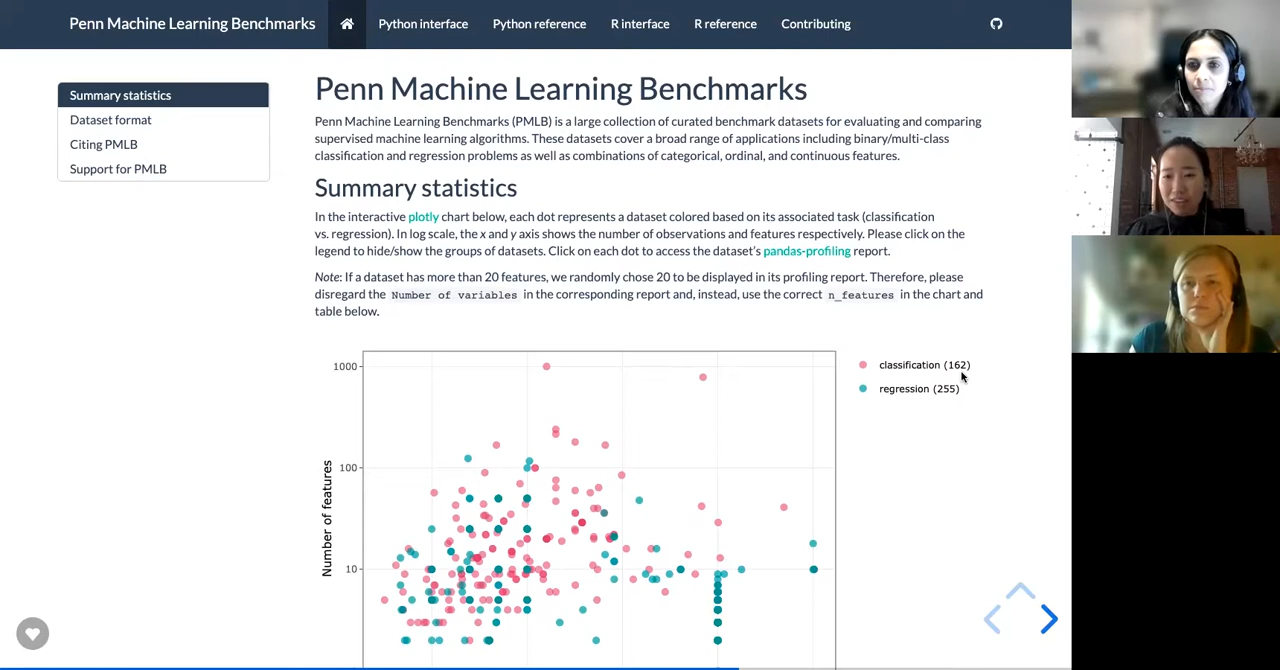 Penn Machine Learning Benchmarks Python interface Python reference R interface R reference Contributing
Summary statistics
Dataset format
Citing PMLB
Support for PMLB
Penn Machine Learning Benchmarks
Penn Machine Learning Benchmarks (PMLB) is a large collection of curated benchmark datasets for evaluating and comparing
supervised machine learning algorithms. These datasets cover a broad range of applications including binary/multi-class
classification and regression problems as well as combinations of categorical, ordinal, and continuous features.
Summary statistics
In the interactive plotly chart below, each dot represents a dataset colored based on its associated task (classification
vs. regression). In log scale, the x and y axis shows the number of observations and features respectively. Please click on the
legend to hide/show the groups of datasets. Click on each dot to access the dataset's pandas-profiling report.
Note: If a dataset has more than 20 features, we randomly chose 20 to be displayed in its profiling report. Therefore, please
disregard the Number of variables in the corresponding report and, instead, use the correct n_features in the chart and
table below.
1000
100
10
Number of features
classification (162)
regression (255)